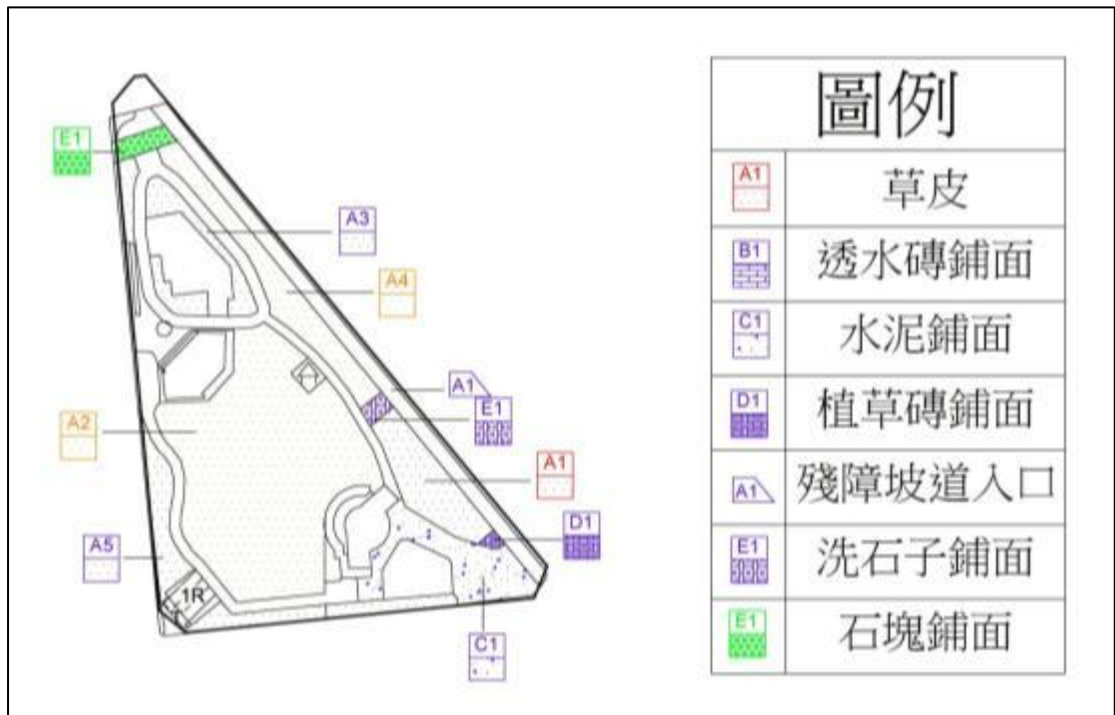 E1
A3
A4
A1
E1
A2
A1
D1
A5
1R
C1
圖例
A1 草皮
B1 透水磚鋪面
C1 水泥鋪面
D1 植草磚鋪面
A1 殘障坡道入口
E1 洗石子鋪面
E1 石塊鋪面